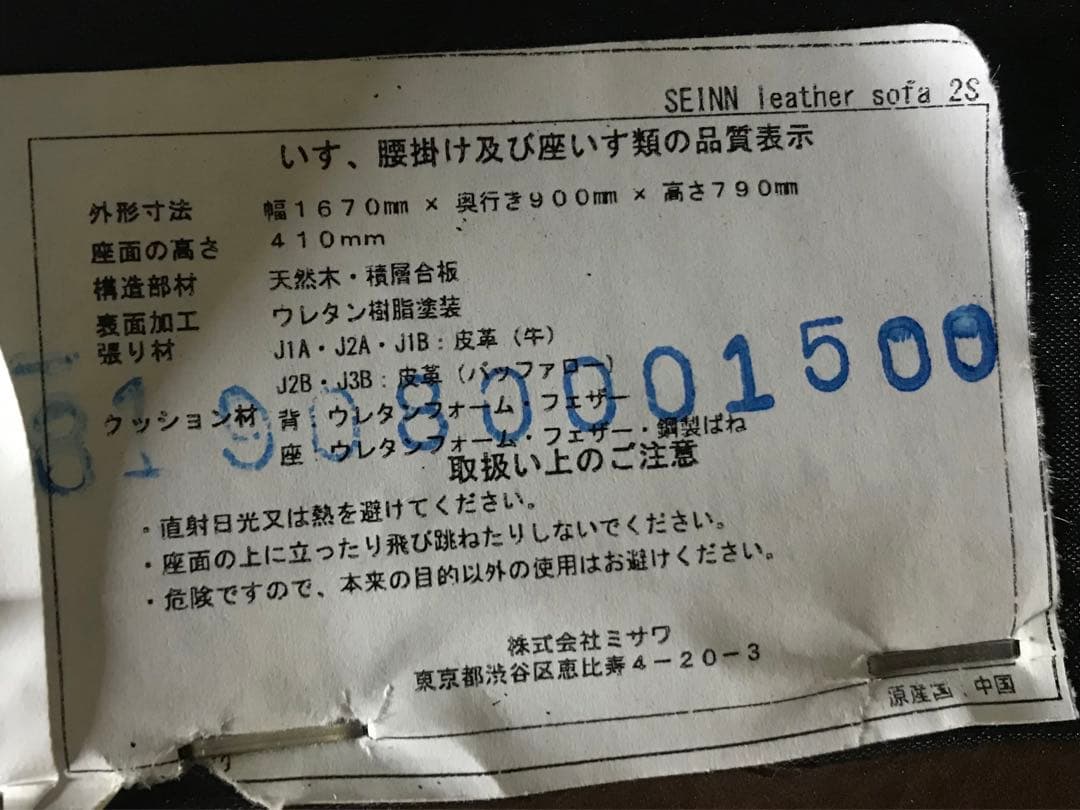 SEINN leather sofa 2S
いす、腰掛け及び座いす類の品質表示
外形寸法 幅1670㎜ × 奥行き900㎜ × 高さ790㎜
座面の高さ 410mm
構造部材 天然木・積層合板
表面加工 ウレタン樹脂塗装
張り材 J1A・J2A・J1B：皮革（牛）
J2B・J3B：皮革（バッファロー）
クッション材 背：ウレタンフォーム・フェザー
座：ウレタンフォーム・フェザー・鋼製ばね
819080001500
取扱い上のご注意
・直射日光又は熱を避けてください。
・座面の上に立ったり飛び跳ねたりしないでください。
・危険ですので、本来の目的以外の使用はお避けください。
株式会社ミサワ
東京都渋谷区恵比寿4-20-3
原産国 中国